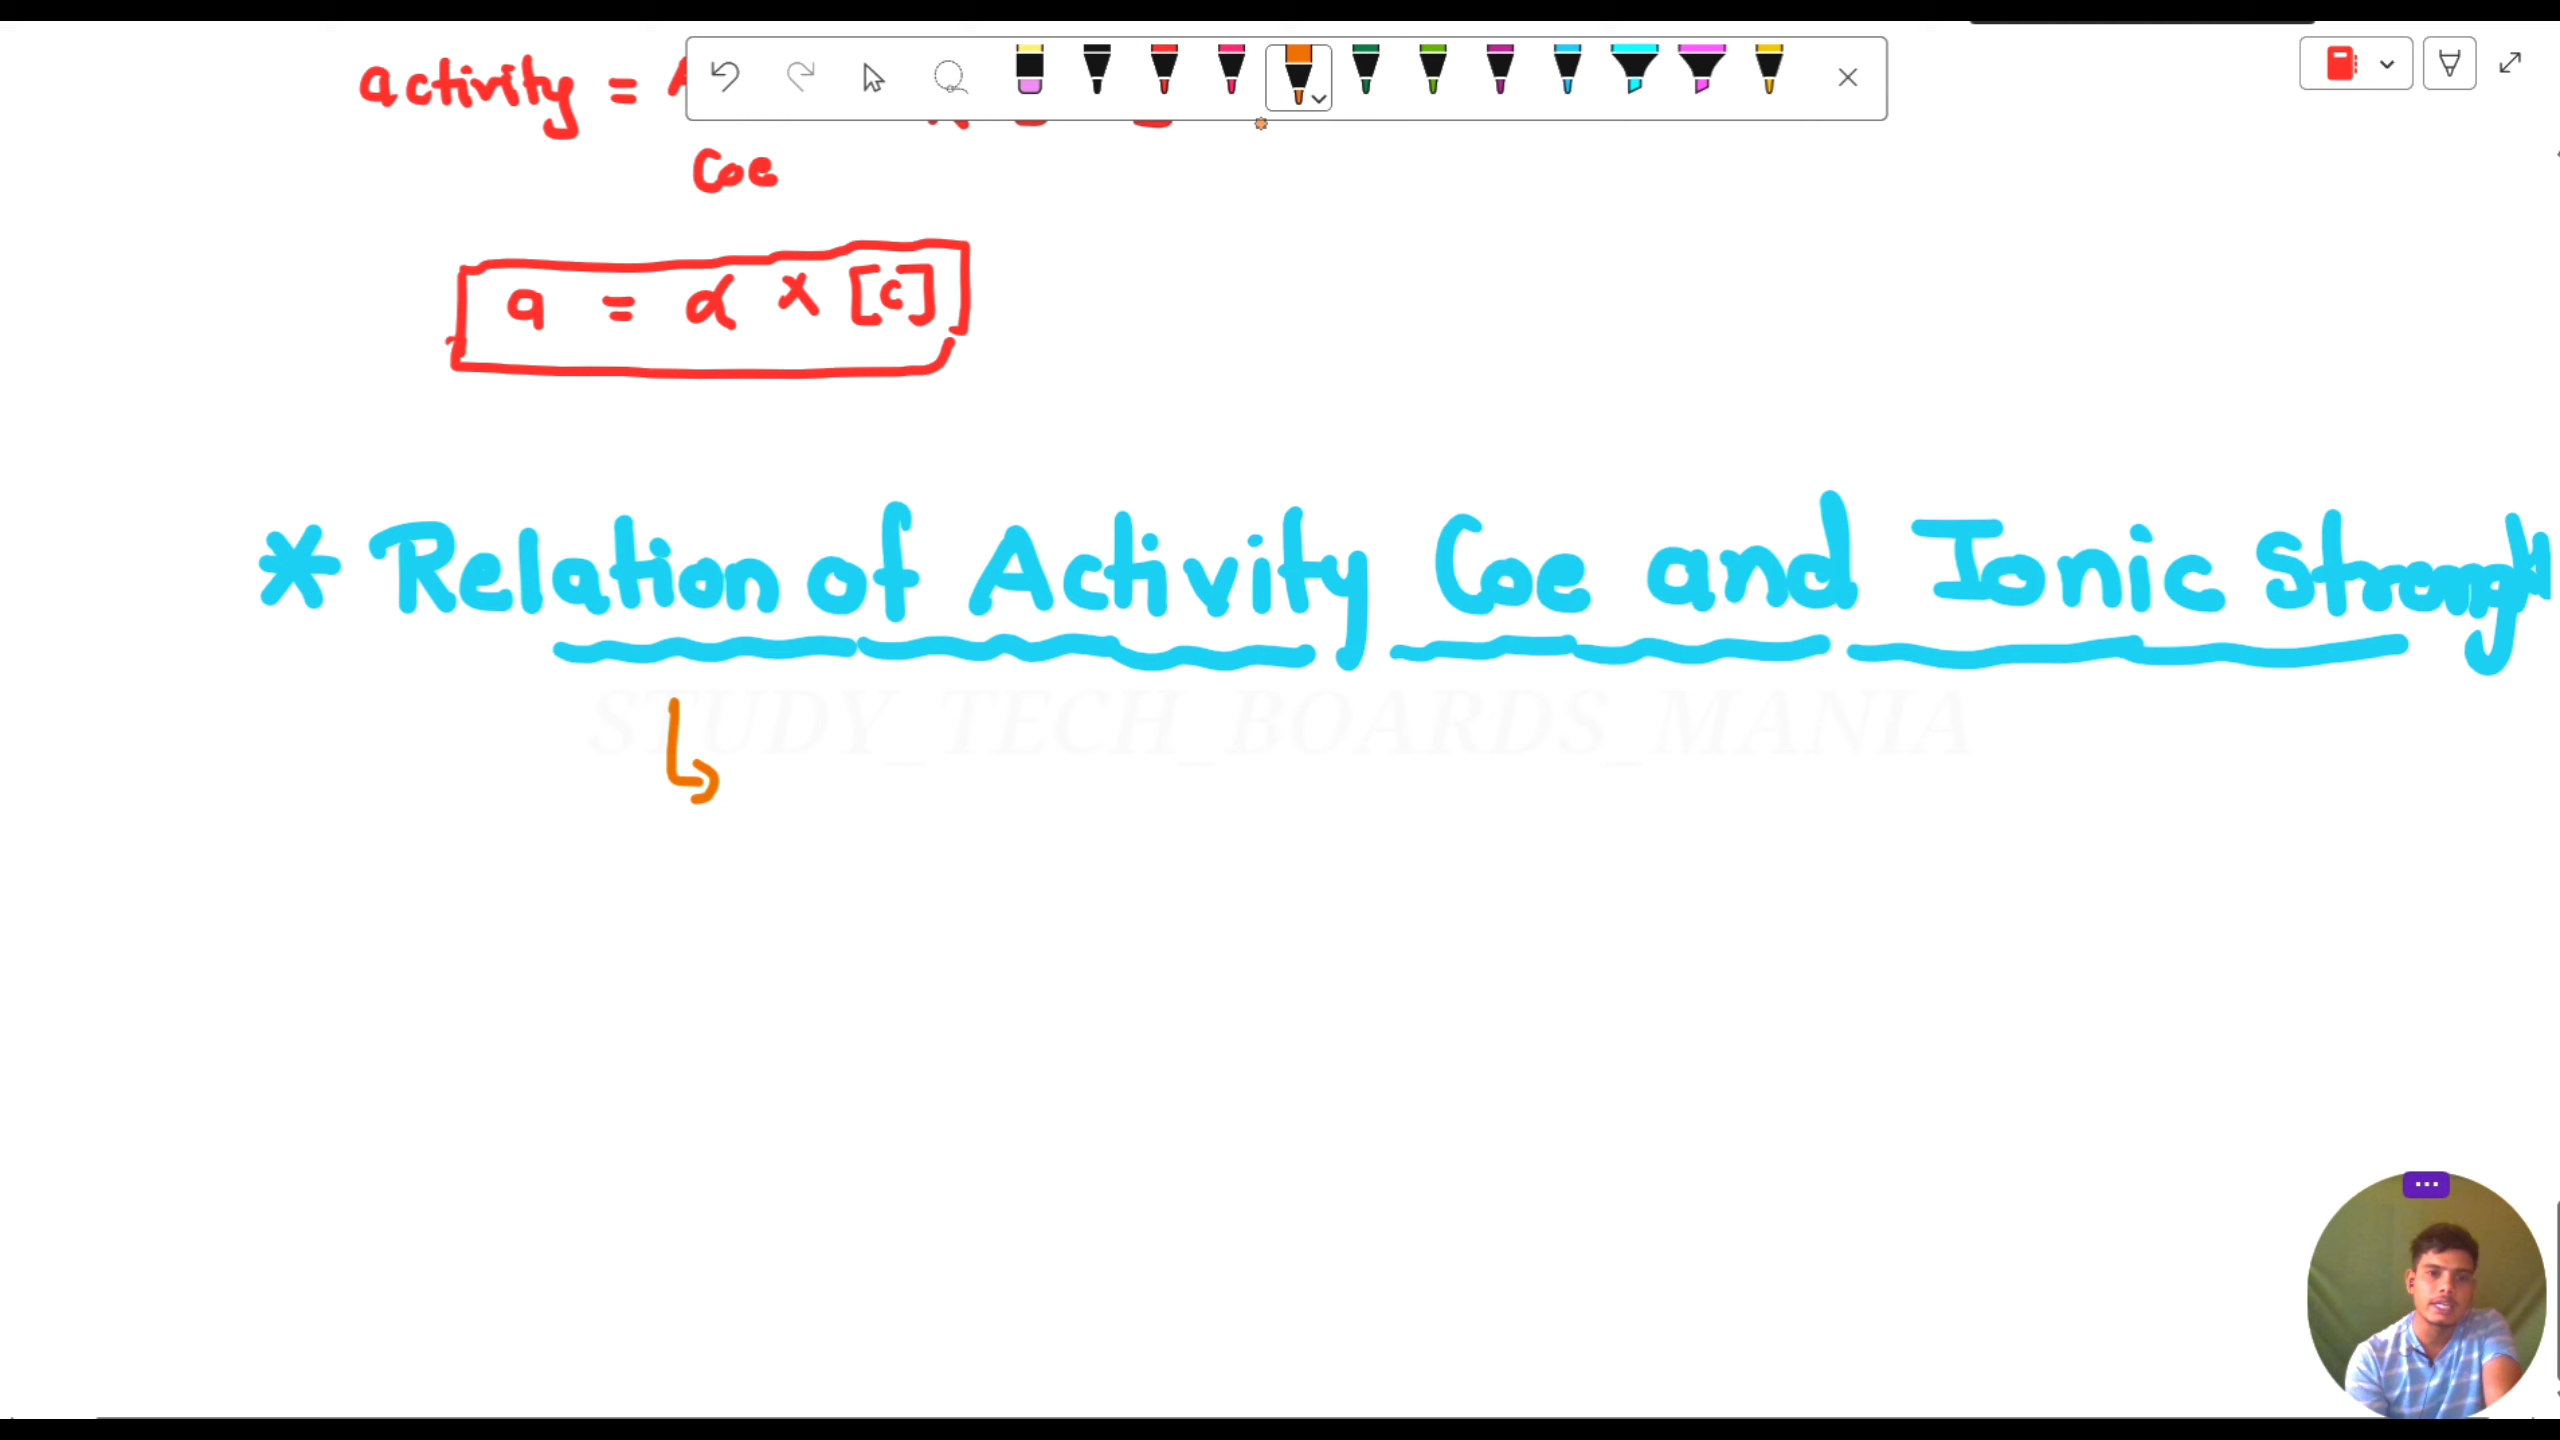 activity =
Coe
a = α × [c]
* Relation of Activity Coe and Ionic
STUDY_TECH_BOARDS_MANIA